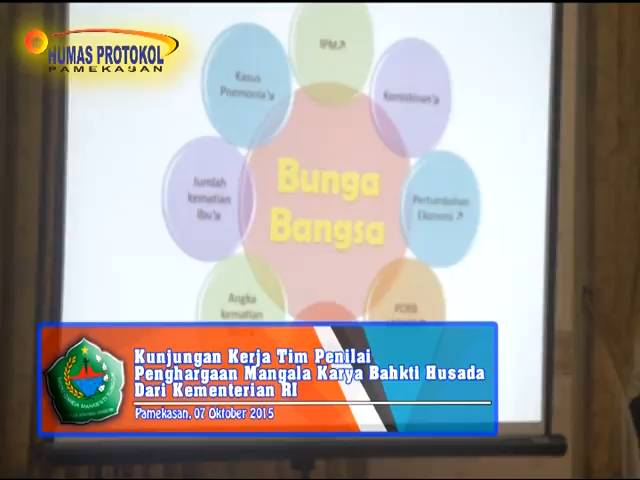 HUMAS PROTOKOL
PAMEKASAN
IPM↗
Kasus
Pnemonia↘
Kemiskinan↘
Jumlah
kematian
Ibu↘
Bunga
Bangsa
Pertumbuhan
Ekonomi ↗
Angka
kematian
PDRB
Kunjungan Kerja Tim Penilai
Penghargaan Mangala Karya Bahkti Husada
Dari Kementerian RI
Pamekasan, 07 Oktober 2015